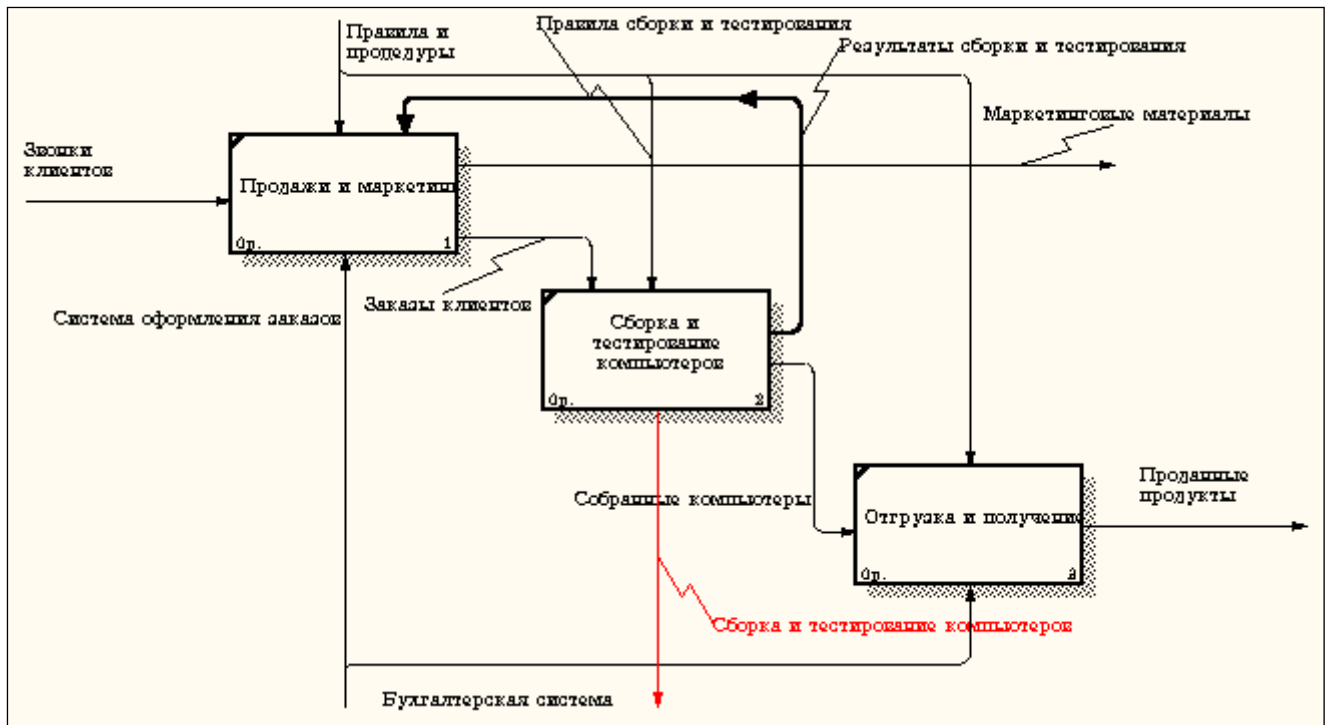 Правила и
процедуры
Правила сборки и тестирования
Результаты сборки и тестирования
Маркетинговые материалы
Звонки
клиентов
Продажи и маркетинг
0р.
1
Заказы клиентов
Система оформления заказов
Сборка и
тестирование
компьютеров
0р.
2
Собранные компьютеры
Проданные
продукты
Отгрузка и получение
0р.
3
Сборка и тестирование компьютеров
Бухгалтерская система